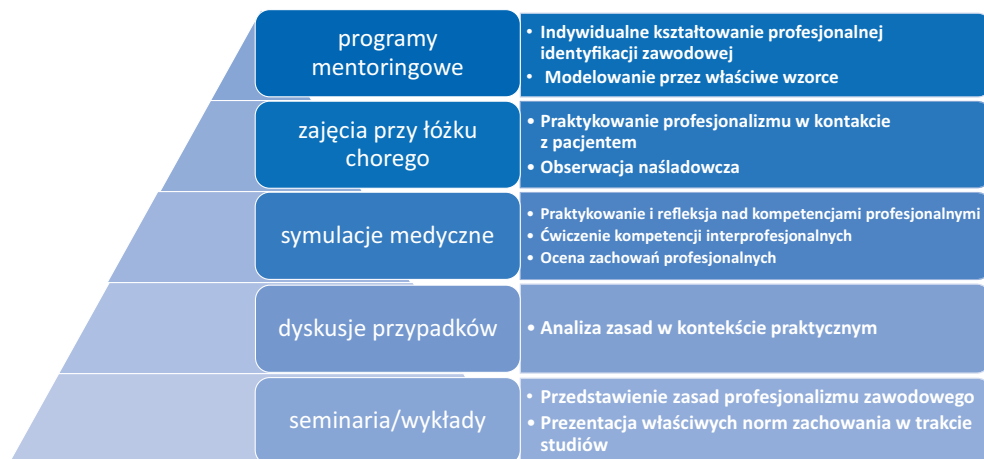 programy
mentoringowe
• Indywidualne kształtowanie profesjonalnej
identyfikacji zawodowej
• Modelowanie przez właściwe wzorce
zajęcia przy łóżku
chorego
• Praktykowanie profesjonalizmu w kontakcie
z pacjentem
• Obserwacja naśladowcza
symulacje medyczne
• Praktykowanie i refleksja nad kompetencjami profesjonalnymi
• Ćwiczenie kompetencji interprofesjonalnych
• Ocena zachowań profesjonalnych
dyskusje przypadków
• Analiza zasad w kontekście praktycznym
seminaria/wykłady
• Przedstawienie zasad profesjonalizmu zawodowego
• Prezentacja właściwych norm zachowania w trakcie
studiów